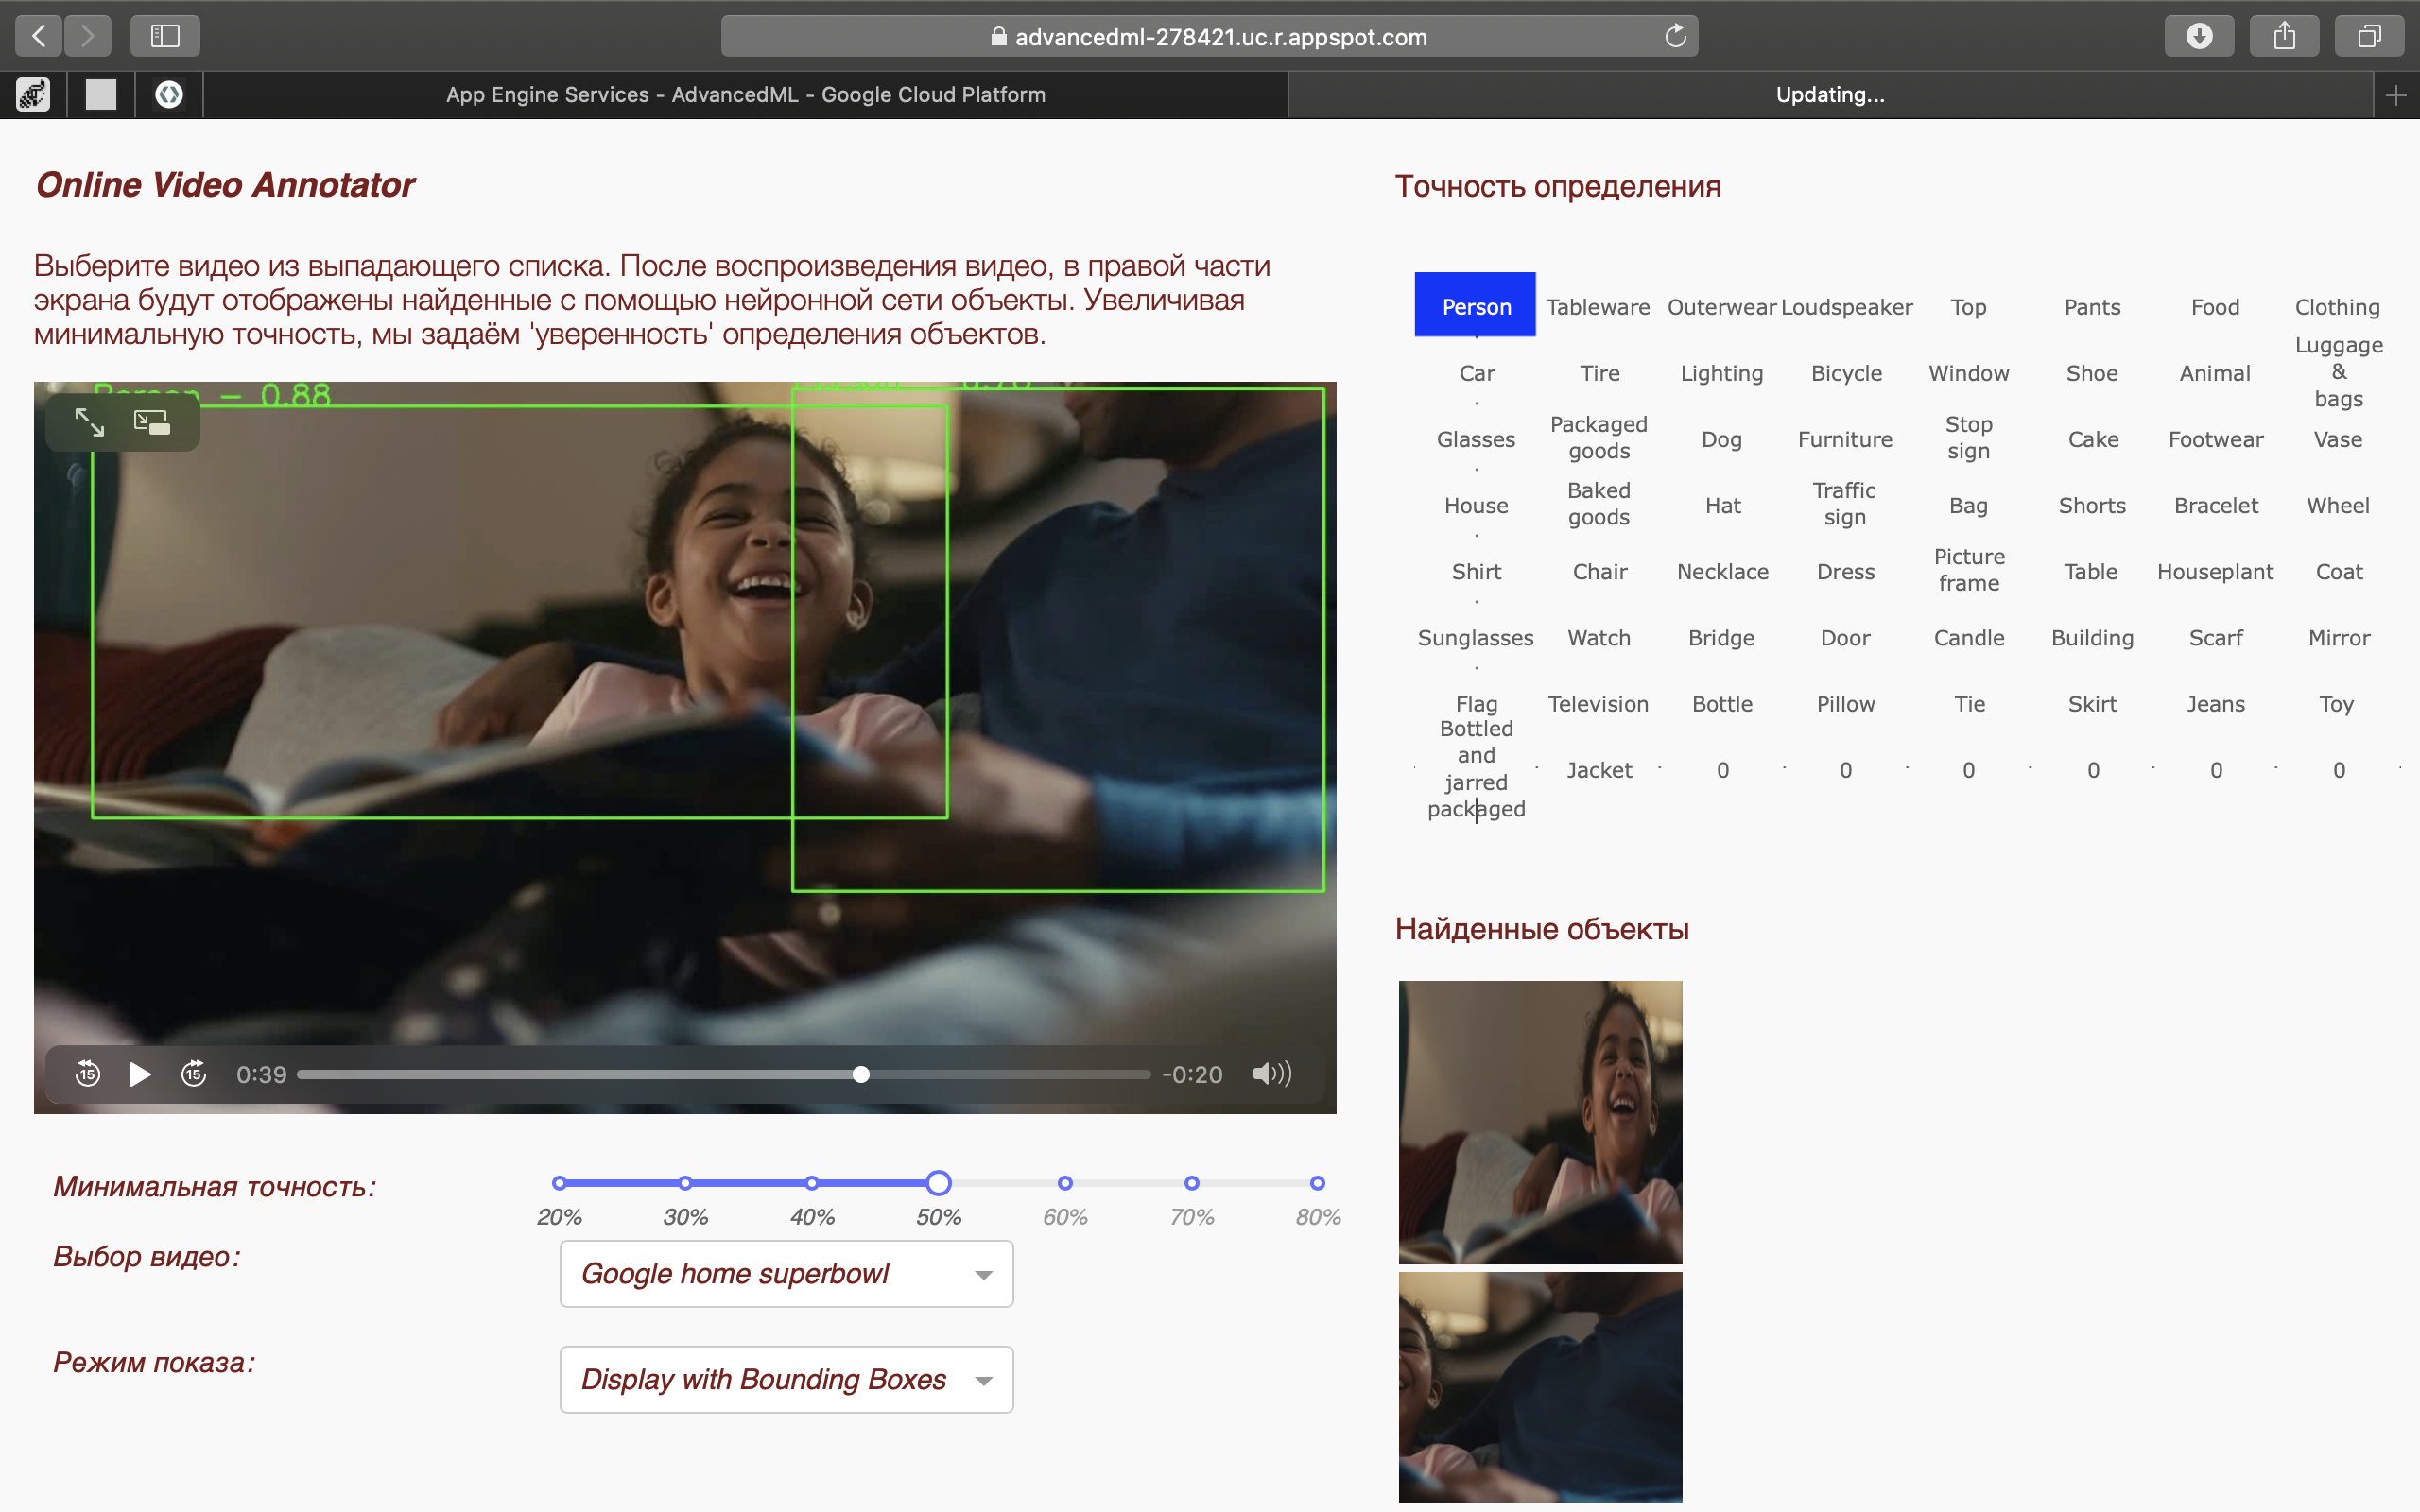 advancedml-278421.uc.r.appspot.com
App Engine Services - AdvancedML - Google Cloud Platform
Updating...
Online Video Annotator
Выберите видео из выпадающего списка. После воспроизведения видео, в правой части
экрана будут отображены найденные с помощью нейронной сети объекты. Увеличивая
минимальную точность, мы задаём 'уверенность' определения объектов.
Person – 0.88
15
15
0:39
-0:20
Минимальная точность:
20% 30% 40% 50% 60% 70% 80%
Выбор видео:
Google home superbowl
Режим показа:
Display with Bounding Boxes
Точность определения
Person Tableware Outerwear Loudspeaker Top Pants Food Clothing
Car Tire Lighting Bicycle Window Shoe Animal Luggage & bags
Glasses Packaged goods Dog Furniture Stop sign Cake Footwear Vase
House Baked goods Hat Traffic sign Bag Shorts Bracelet Wheel
Shirt Chair Necklace Dress Picture frame Table Houseplant Coat
Sunglasses Watch Bridge Door Candle Building Scarf Mirror
Flag Television Bottle Pillow Tie Skirt Jeans Toy
Bottled and jarred packaged Jacket 0 0 0 0 0 0
Найденные объекты